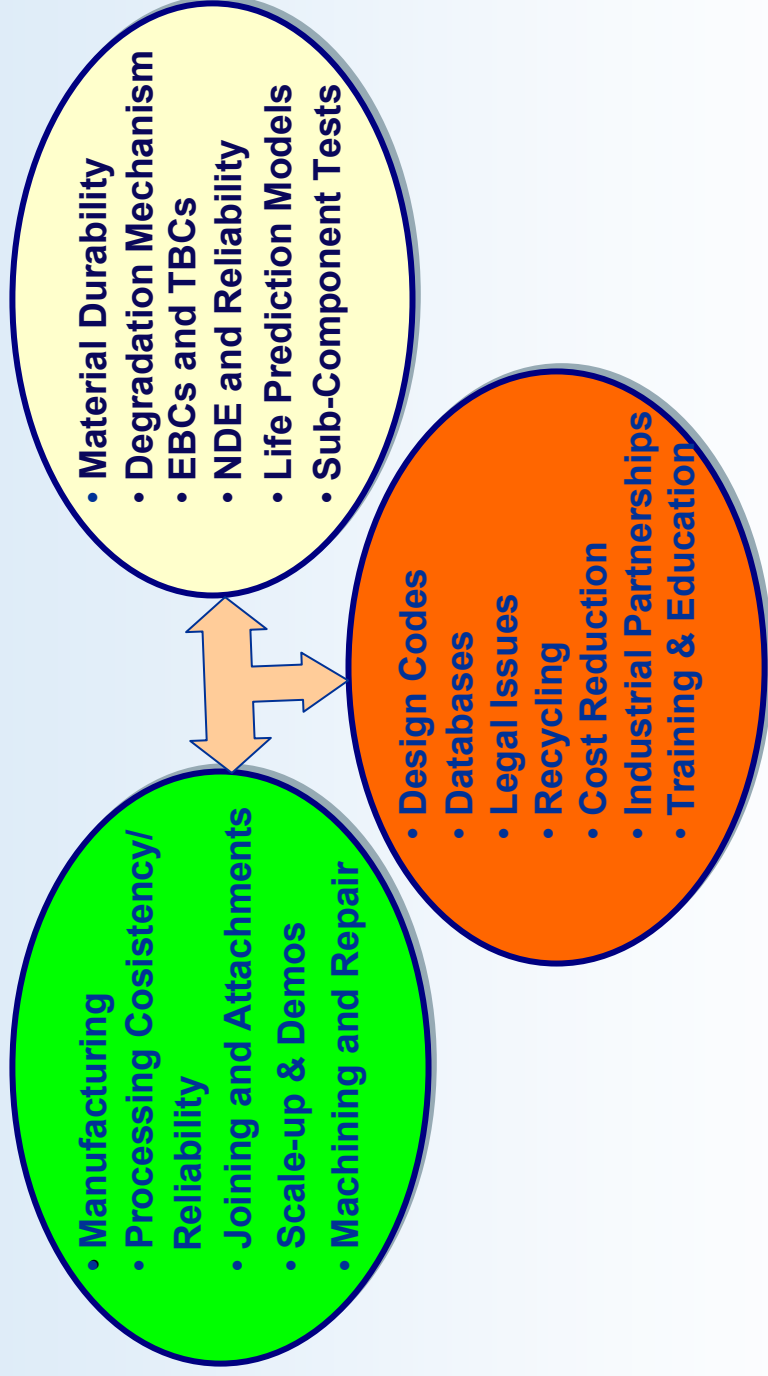 • Manufacturing
• Processing Cosistency/
Reliability
• Joining and Attachments
• Scale-up & Demos
• Machining and Repair
• Material Durability
• Degradation Mechanism
• EBCs and TBCs
• NDE and Reliability
• Life Prediction Models
• Sub-Component Tests
• Design Codes
• Databases
• Legal Issues
• Recycling
• Cost Reduction
• Industrial Partnerships
• Training & Education